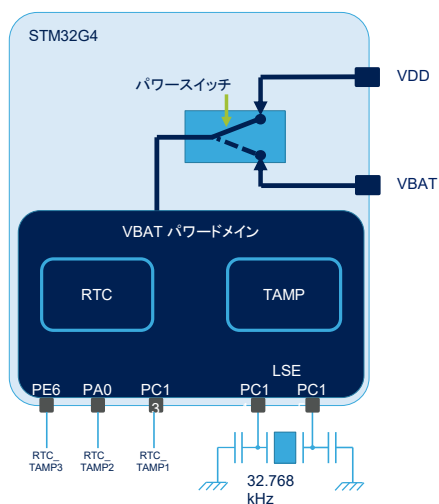 STM32G4
VDD
パワースイッチ
VBAT
VBAT パワードメイン
RTC
TAMP
LSE
PE6
PA0
PC1
3
PC1
PC1
RTC_
TAMP3
RTC_
TAMP2
RTC_
TAMP1
32.768
kHz